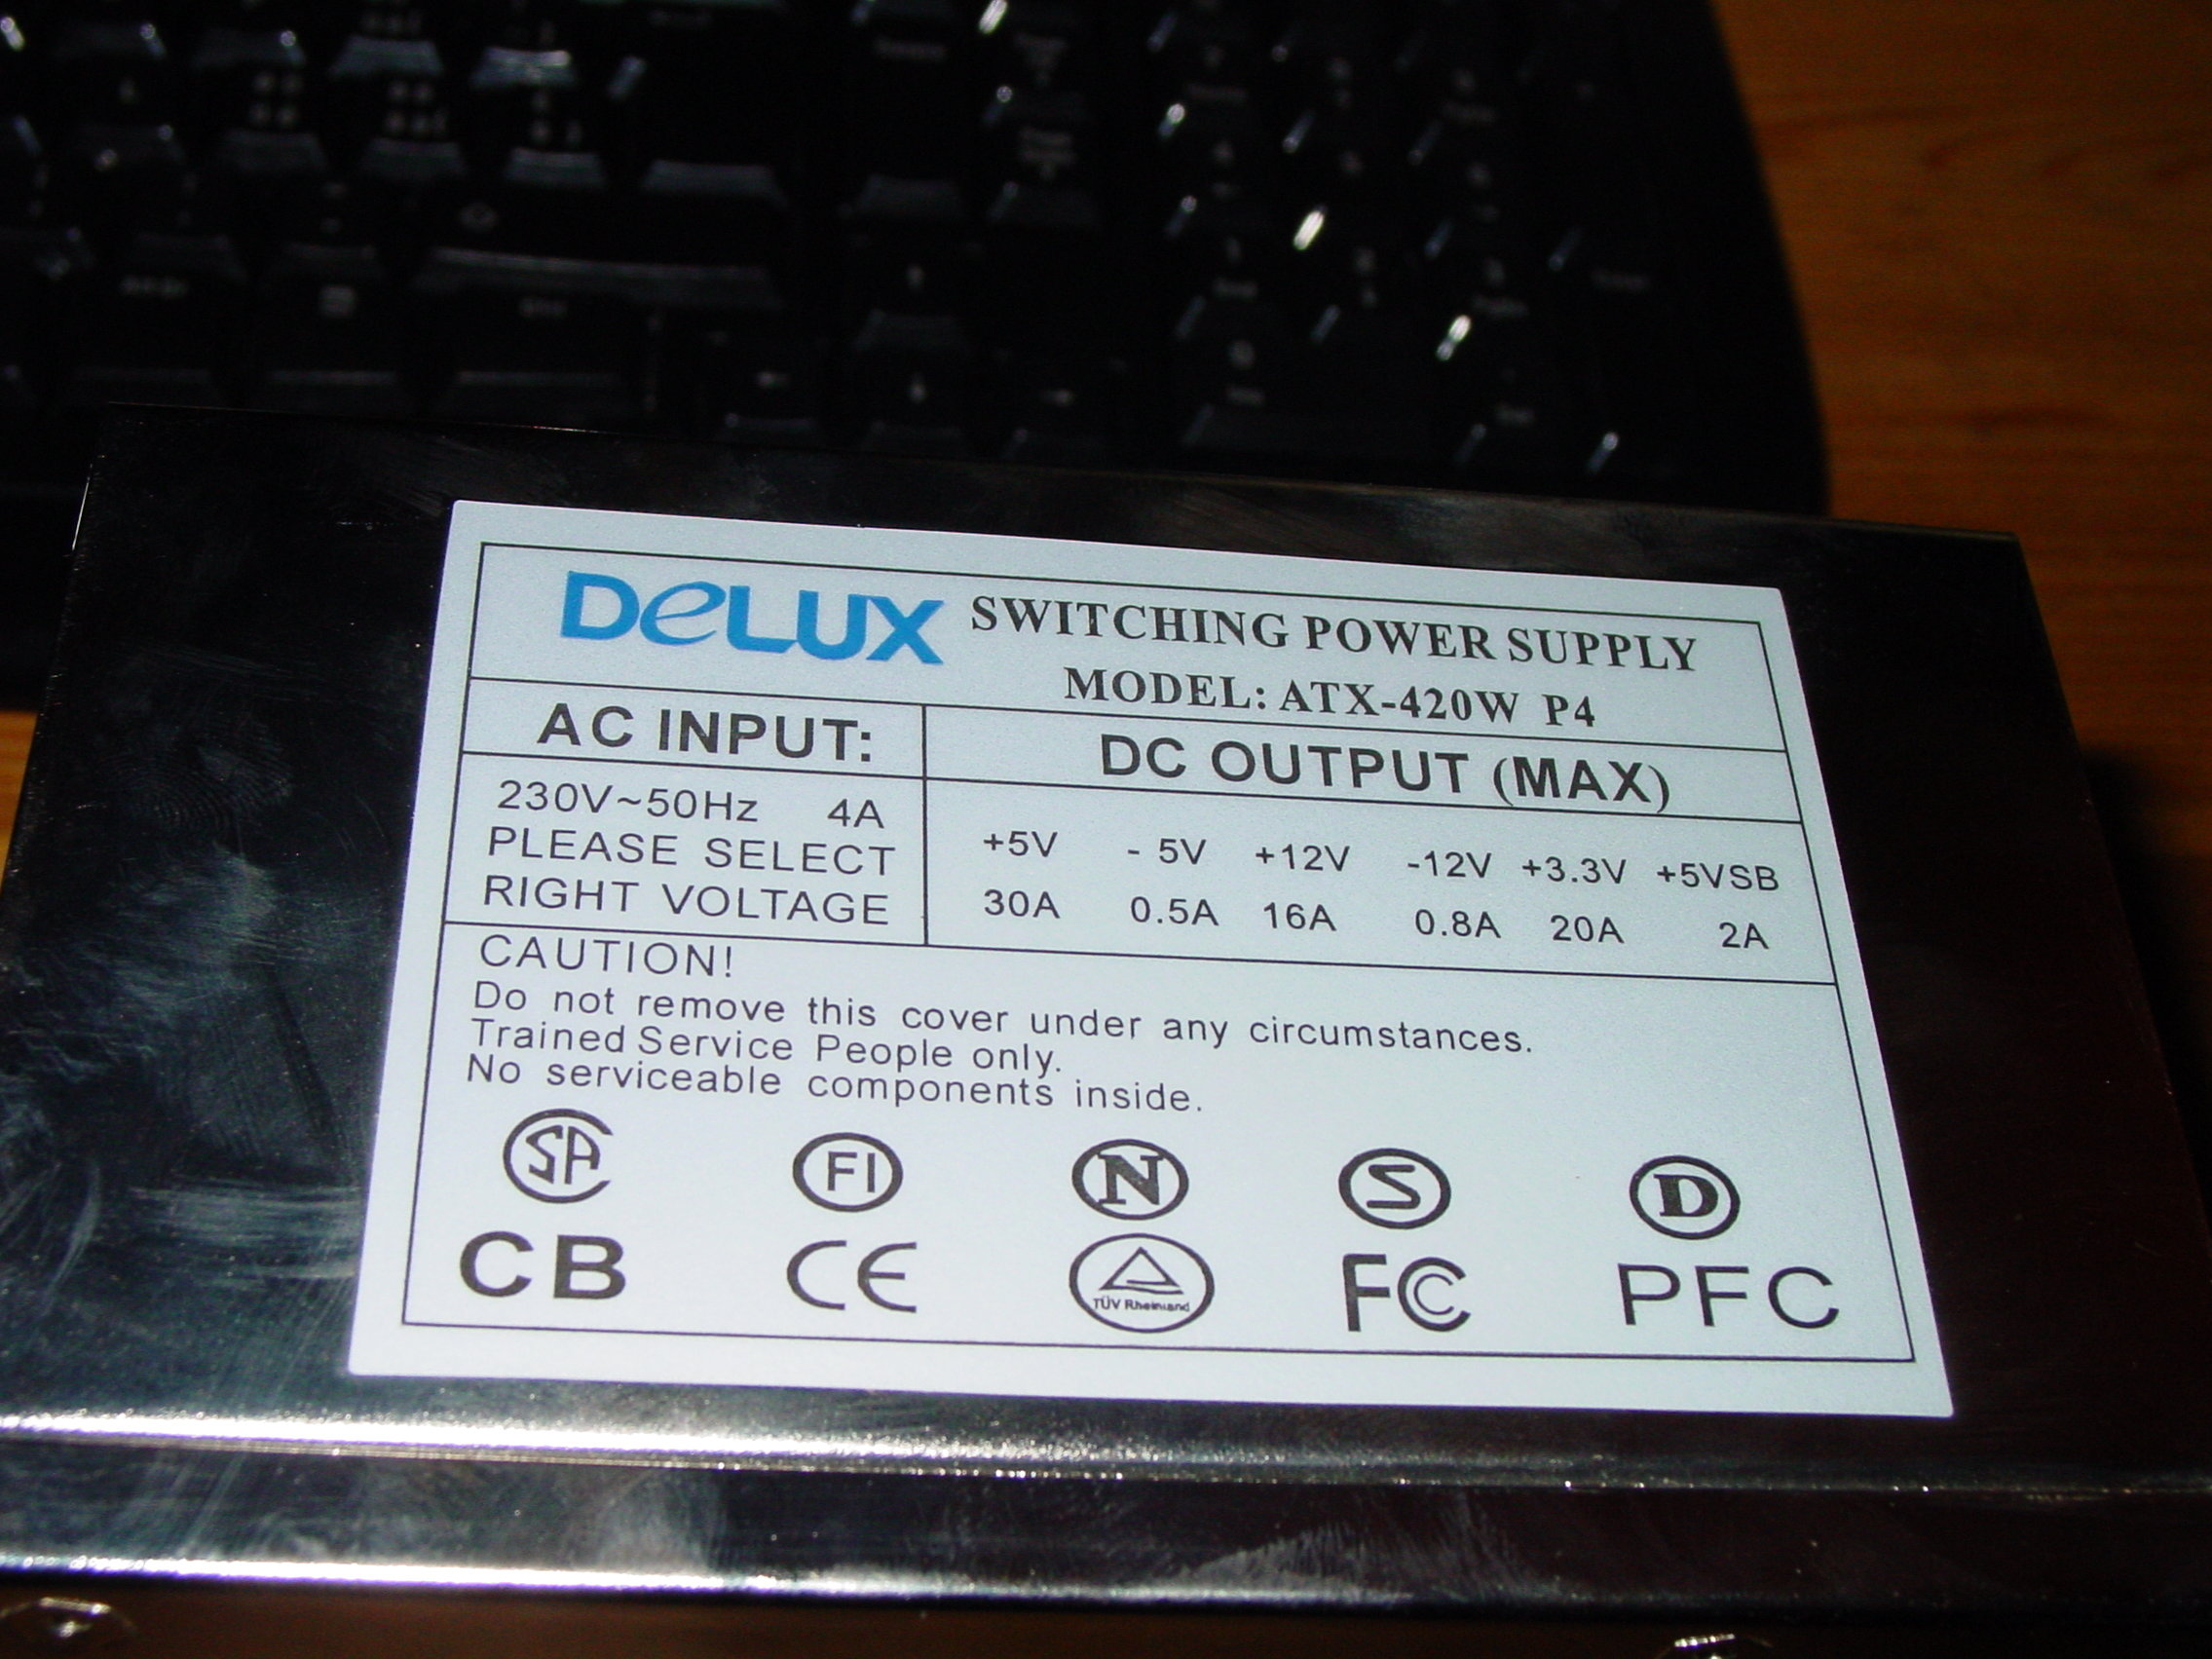 DeLUX SWITCHING POWER SUPPLY
MODEL: ATX-420W P4
AC INPUT:
230V~50Hz 4A
PLEASE SELECT
RIGHT VOLTAGE
DC OUTPUT (MAX)
+5V - 5V +12V -12V +3.3V +5VSB
30A 0.5A 16A 0.8A 20A 2A
CAUTION!
Do not remove this cover under any circumstances.
Trained Service People only.
No serviceable components inside.
SA FI N S D
CB CE TÜV Rheinland FC PFC